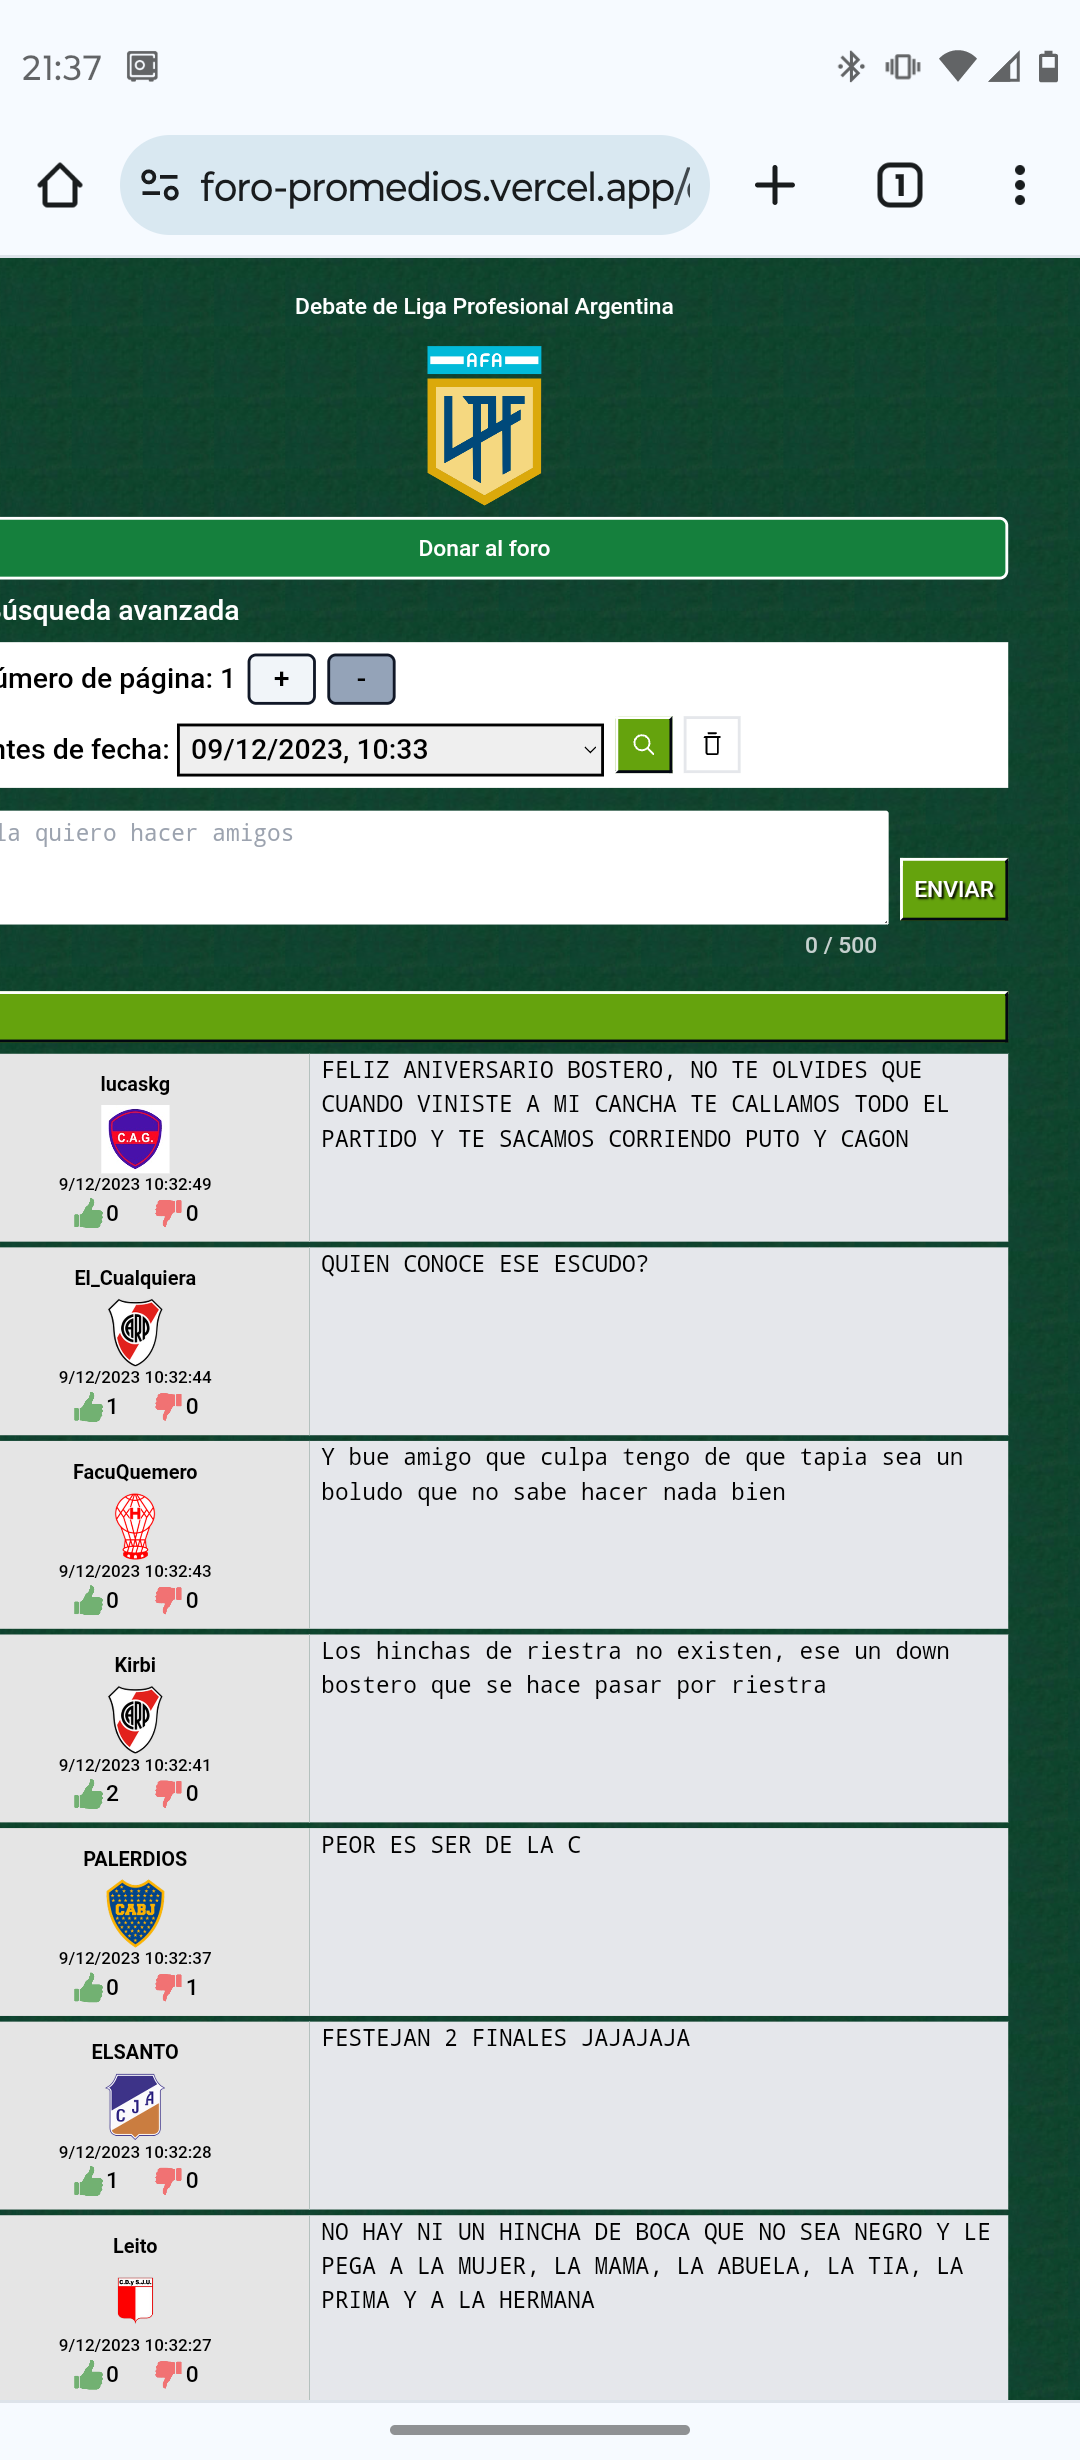 21:37
foro-promedios.vercel.app/
1
Debate de Liga Profesional Argentina
AFA
LPF
Donar al foro
úsqueda avanzada
úmero de página: 1 + -
ntes de fecha: 09/12/2023, 10:33
la quiero hacer amigos
ENVIAR
0 / 500
lucaskg
C.A.G.
9/12/2023 10:32:49
0 0
FELIZ ANIVERSARIO BOSTERO, NO TE OLVIDES QUE
CUANDO VINISTE A MI CANCHA TE CALLAMOS TODO EL
PARTIDO Y TE SACAMOS CORRIENDO PUTO Y CAGON
El_Cualquiera
CARP
9/12/2023 10:32:44
1 0
QUIEN CONOCE ESE ESCUDO?
FacuQuemero
H
9/12/2023 10:32:43
0 0
Y bue amigo que culpa tengo de que tapia sea un
boludo que no sabe hacer nada bien
Kirbi
CARP
9/12/2023 10:32:41
2 0
Los hinchas de riestra no existen, ese un down
bostero que se hace pasar por riestra
PALERDIOS
CABJ
9/12/2023 10:32:37
0 1
PEOR ES SER DE LA C
ELSANTO
CJA
9/12/2023 10:32:28
1 0
FESTEJAN 2 FINALES JAJAJAJA
Leito
C.D.y S.J.U.
9/12/2023 10:32:27
0 0
NO HAY NI UN HINCHA DE BOCA QUE NO SEA NEGRO Y LE
PEGA A LA MUJER, LA MAMA, LA ABUELA, LA TIA, LA
PRIMA Y A LA HERMANA